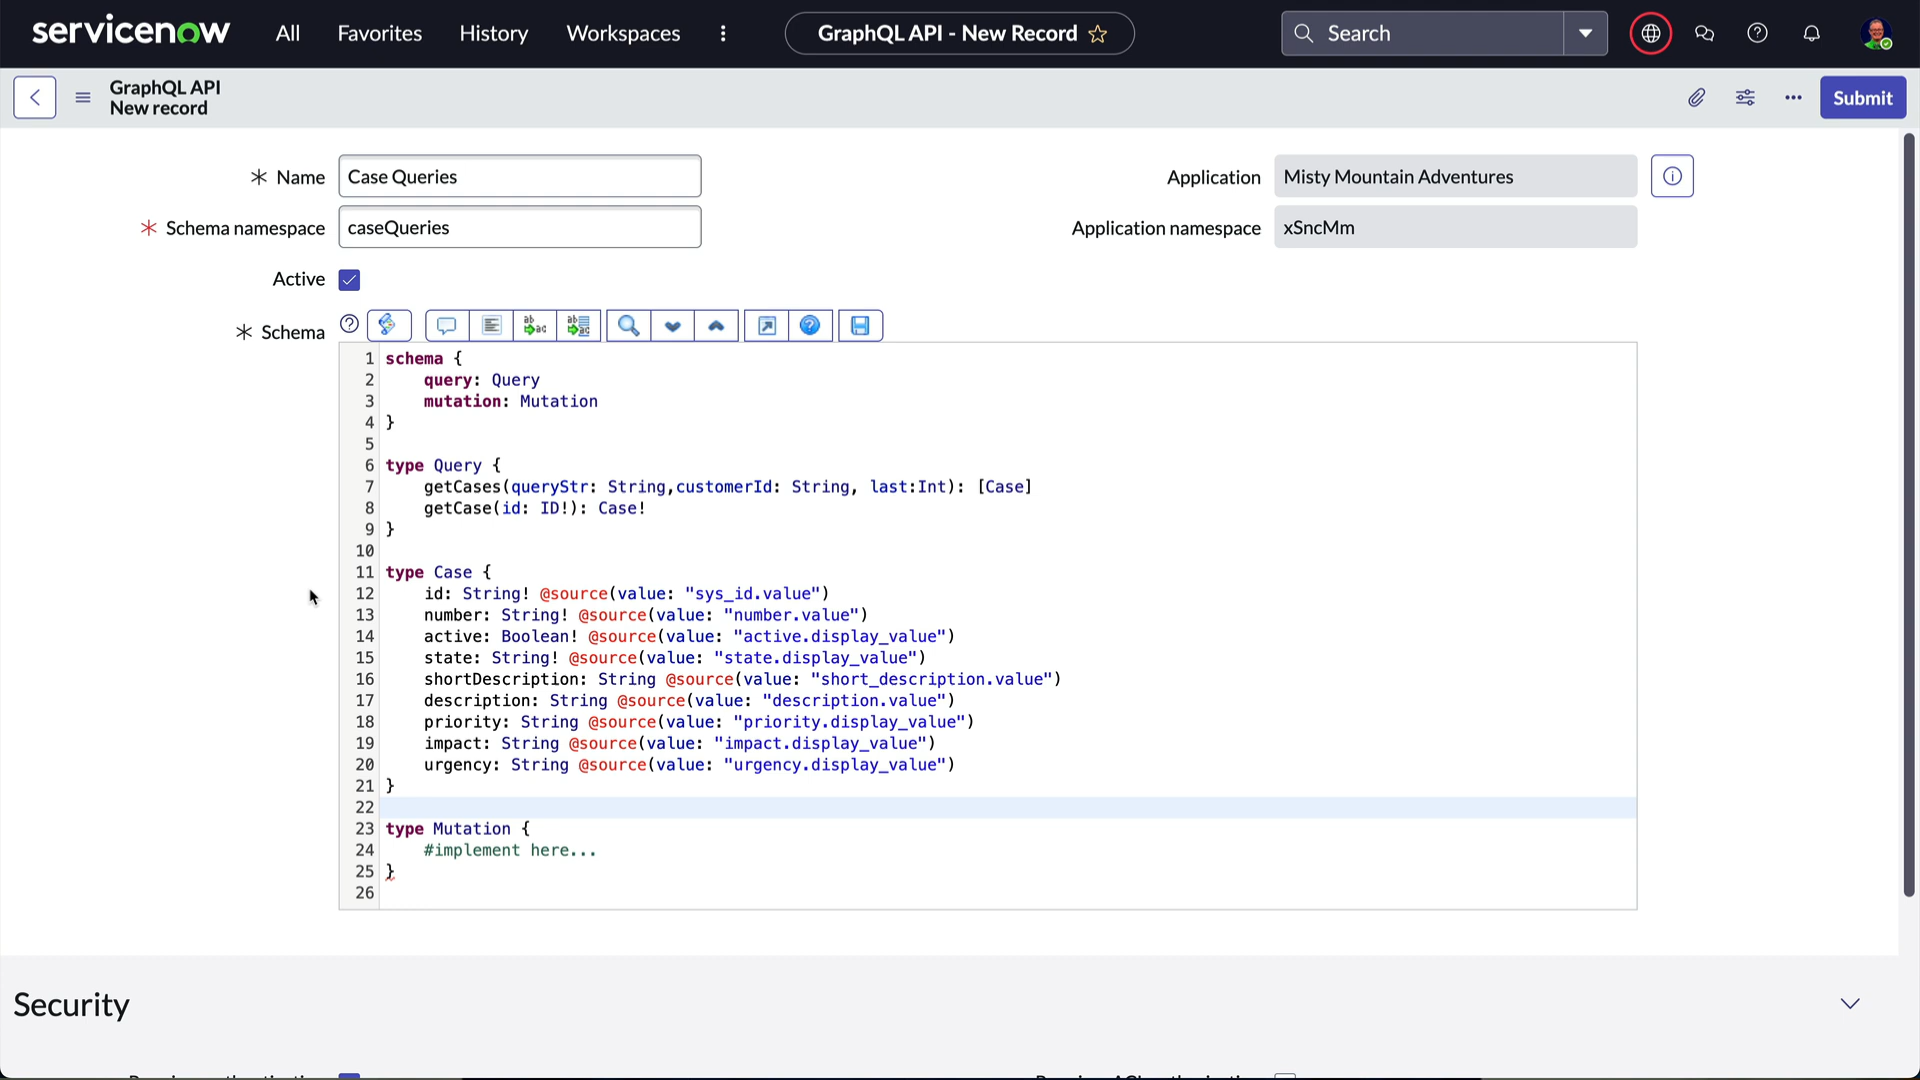 servicenow All Favorites History Workspaces GraphQL API - New Record Search
GraphQL API
New record
Submit
Name Case Queries
Application Misty Mountain Adventures
Schema namespace caseQueries
Application namespace xSncMm
Active
Schema
1 schema {
2 query: Query
3 mutation: Mutation
4 }
5
6 type Query {
7 getCases(queryStr: String,customerId: String, last:Int): [Case]
8 getCase(id: ID!): Case!
9 }
10
11 type Case {
12 id: String! @source(value: "sys_id.value")
13 number: String! @source(value: "number.value")
14 active: Boolean! @source(value: "active.display_value")
15 state: String! @source(value: "state.display_value")
16 shortDescription: String @source(value: "short_description.value")
17 description: String @source(value: "description.value")
18 priority: String @source(value: "priority.display_value")
19 impact: String @source(value: "impact.display_value")
20 urgency: String @source(value: "urgency.display_value")
21 }
22
23 type Mutation {
24 #implement here...
25 }
26
Security